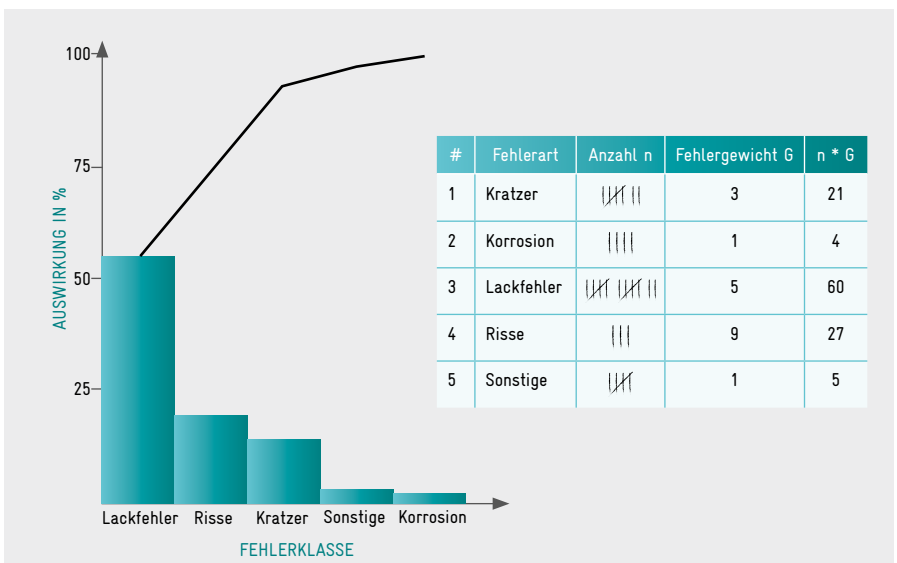 100
75
50
25
AUSWIRKUNG IN %
Lackfehler Risse Kratzer Sonstige Korrosion
FEHLERKLASSE
# Fehlerart Anzahl n Fehlergewicht G n * G
1 Kratzer 3 21
2 Korrosion 1 4
3 Lackfehler 5 60
4 Risse 9 27
5 Sonstige 1 5